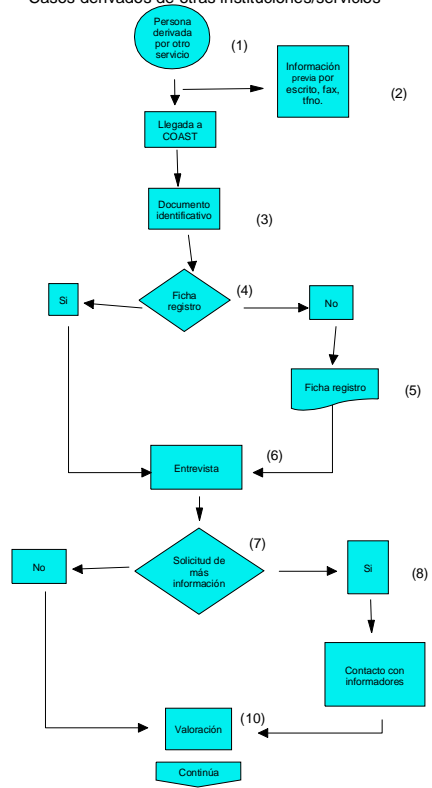 Casos derivados de otras instituciones/servicios
Persona
derivada
por otro
servicio
(1)
Información
previa por
escrito, fax,
tfno.
(2)
Llegada a
COAST
Documento
identificativo
(3)
Ficha
registro
(4)
Si
No
Ficha registro
(5)
Entrevista
(6)
Solicitud de
más
información
(7)
No
Si
(8)
Contacto con
informadores
Valoración
(10)
Continúa